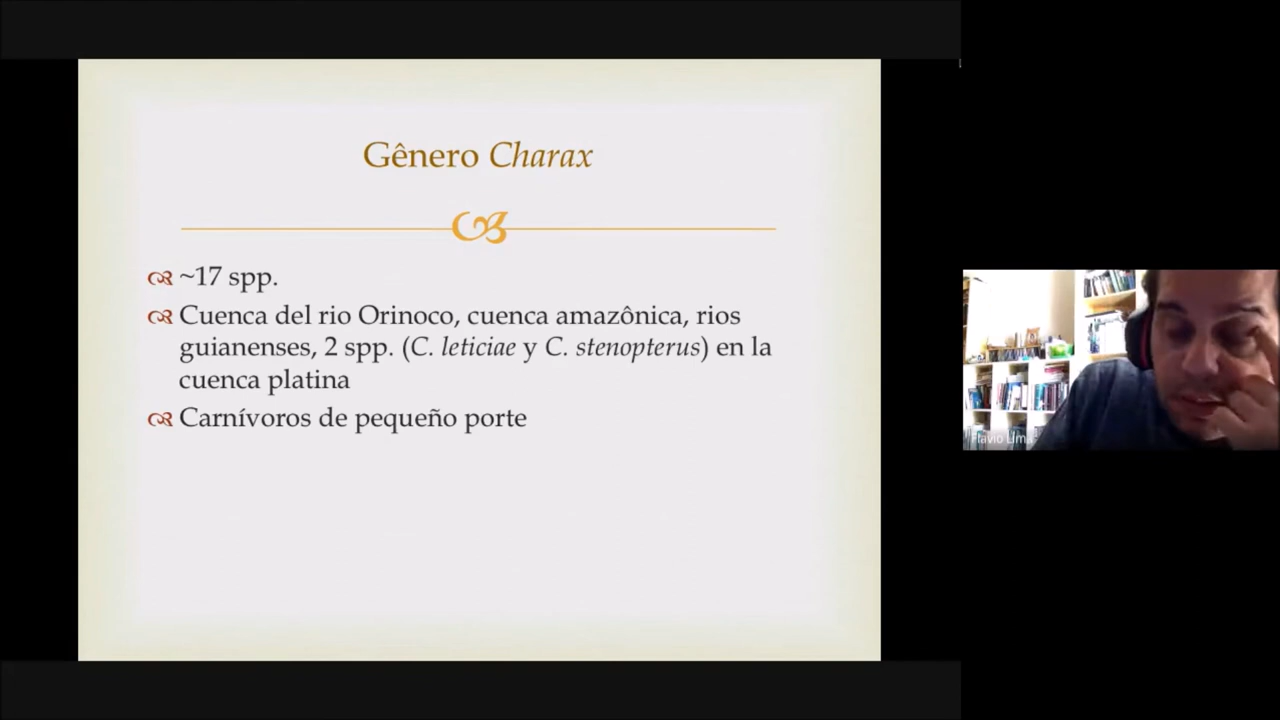 Gênero Charax
~17 spp.
Cuenca del rio Orinoco, cuenca amazônica, rios
guianenses, 2 spp. (C. leticiae y C. stenopterus) en la
cuenca platina
Carnívoros de pequeño porte
Flavio Lima